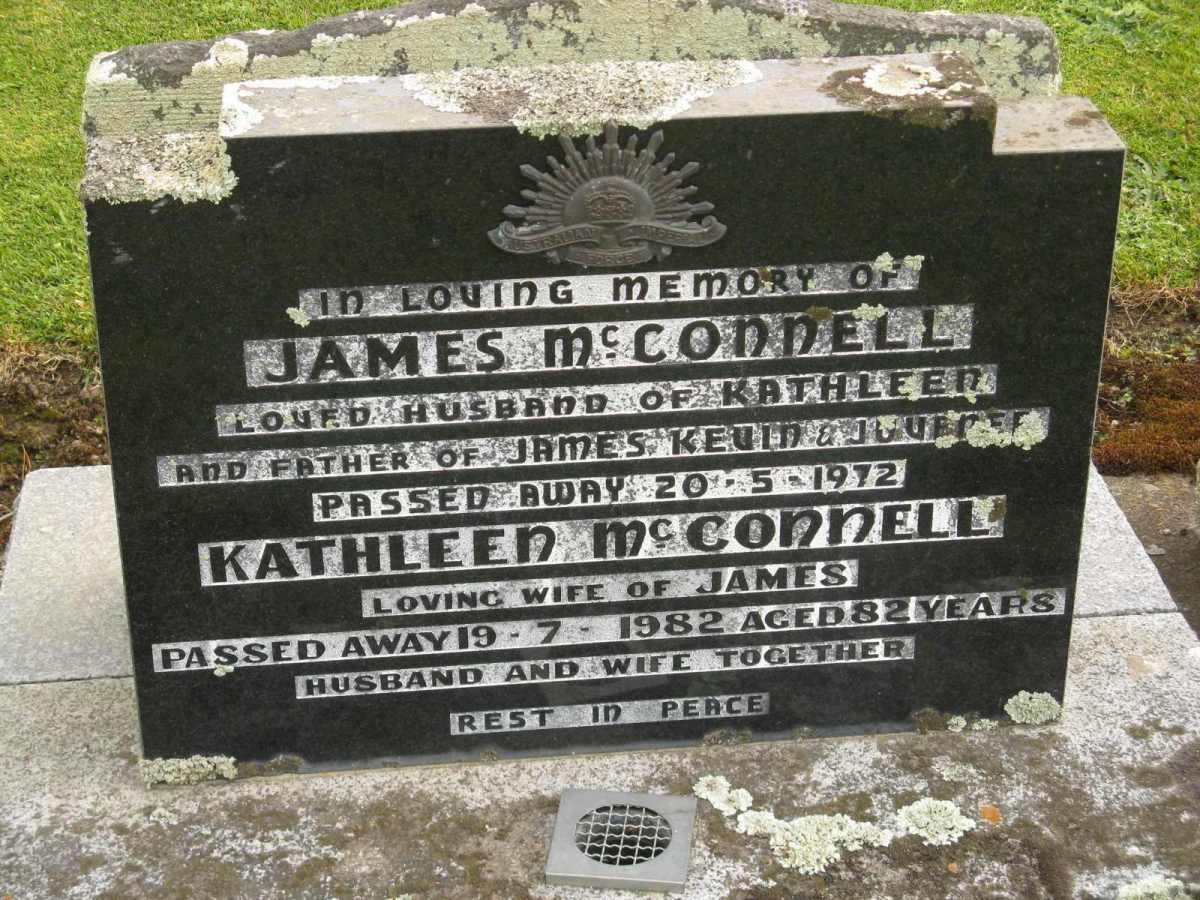 AUSTRALIAN
IN LOVING MEMORY OF
JAMES McCONNELL
LOVED HUSBAND OF KATHLEEN
AND FATHER OF JAMES KEVIN &
PASSED AWAY 20 - 5 - 1972
KATHLEEN McCONNELL
LOVING WIFE OF JAMES
PASSED AWAY 19 - 7 - 1982 AGED 82 YEARS
HUSBAND AND WIFE TOGETHER
REST IN PEACE